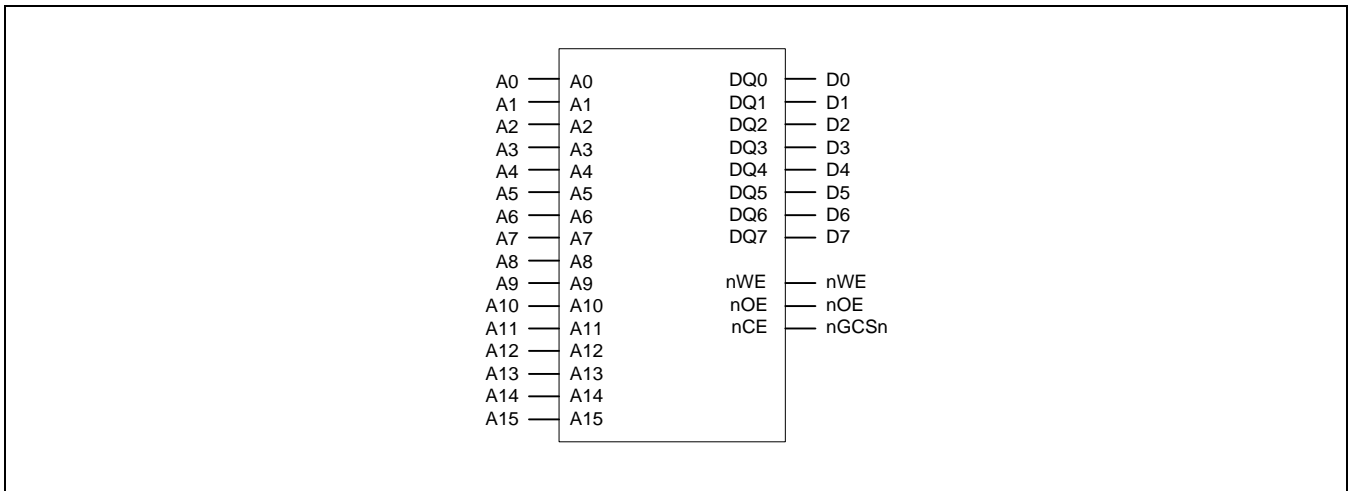 A0 A0 DQ0 D0
A1 A1 DQ1 D1
A2 A2 DQ2 D2
A3 A3 DQ3 D3
A4 A4 DQ4 D4
A5 A5 DQ5 D5
A6 A6 DQ6 D6
A7 A7 DQ7 D7
A8 A8
A9 A9 nWE nWE
A10 A10 nOE nOE
A11 A11 nCE nGCSn
A12 A12
A13 A13
A14 A14
A15 A15